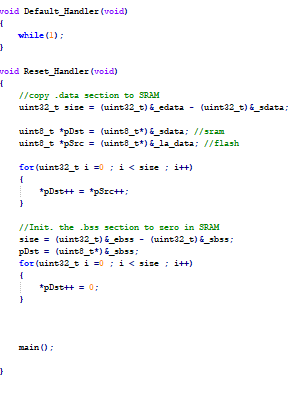 void Default_Handler(void)
{
while(1);
}
void Reset_Handler(void)
{
//copy .data section to SRAM
uint32_t size = (uint32_t)&_edata - (uint32_t)&_sdata;
uint8_t *pDst = (uint8_t*)&_sdata; //sram
uint8_t *pSrc = (uint8_t*)&_la_data; //flash
for(uint32_t i =0 ; i < size ; i++)
{
*pDst++ = *pSrc++;
}
//Init. the .bss section to zero in SRAM
size = (uint32_t)&_ebss - (uint32_t)&_sbss;
pDst = (uint8_t*)&_sbss;
for(uint32_t i =0 ; i < size ; i++)
{
*pDst++ = 0;
}
main();
}